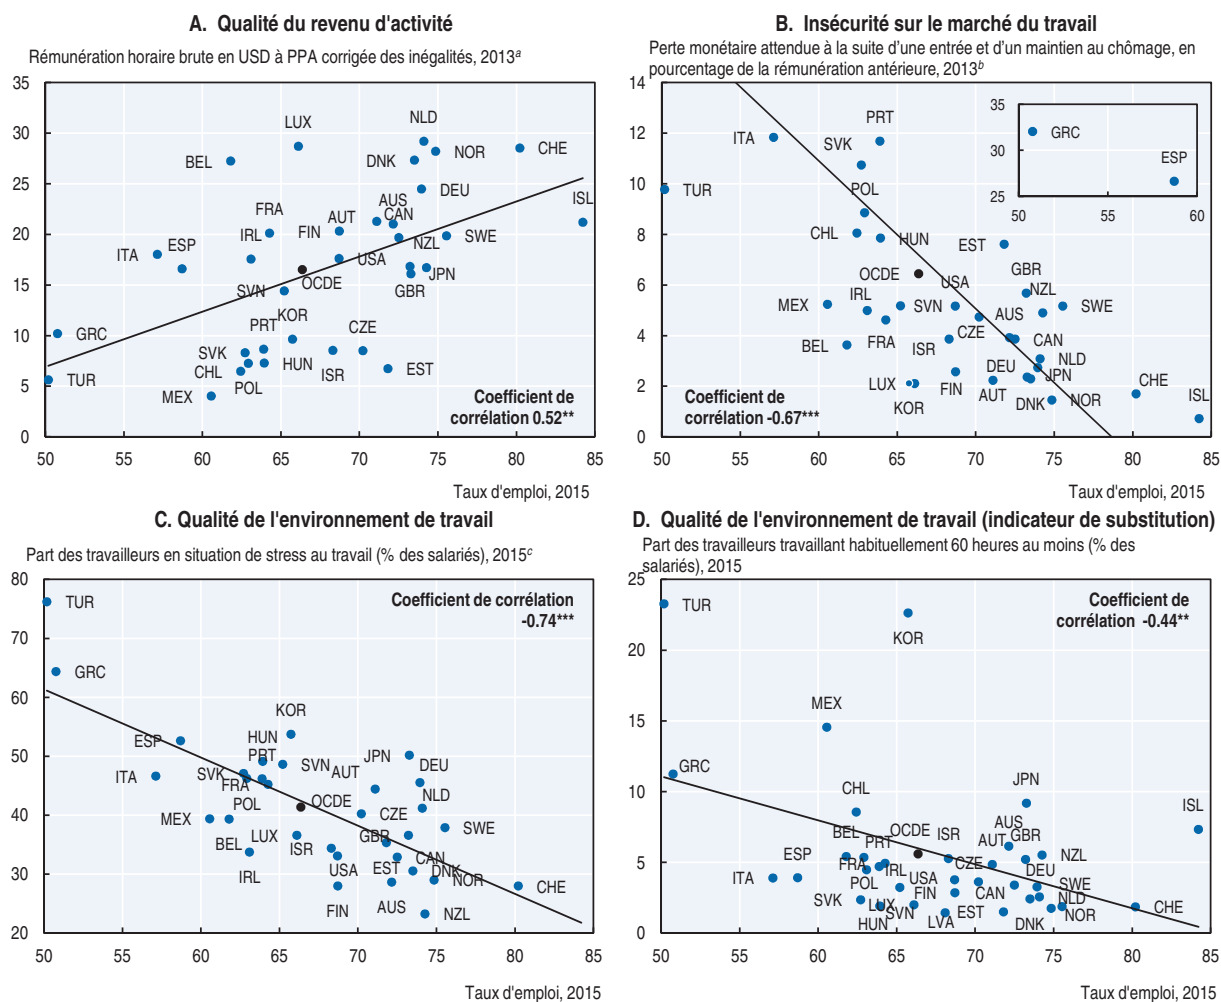 A. Qualité du revenu d'activité
Rémunération horaire brute en USD à PPA corrigée des inégalités, 2013a
35
30
25
20
15
10
5
0
50 55 60 65 70 75 80 85
LUX
NLD
BEL
DNK
NOR
CHE
DEU
ISL
FRA
AUS
CAN
AUT
IRL
FIN
SWE
ITA
ESP
NZL
USA
OCDE
JPN
SVN
GBR
GRC
KOR
PRT
CZE
SVK
HUN
CHL
ISR
EST
TUR
POL
MEX
Coefficient de
corrélation 0.52**
Taux d'emploi, 2015
B. Insécurité sur le marché du travail
Perte monétaire attendue à la suite d’une entrée et d’un maintien au chômage, en
pourcentage de la rémunération antérieure, 2013b
14
12
10
8
6
4
2
0
50 55 60 65 70 75 80 85
35
30
25
50 55 60
GRC
ESP
ITA
PRT
SVK
TUR
POL
CHL
HUN
EST
OCDE
GBR
USA
NZL
MEX
IRL
SVN
SWE
AUS
CZE
BEL
FRA
ISR
CAN
NLD
DEU
JPN
LUX
FIN
AUT
CHE
KOR
DNK
NOR
ISL
Coefficient de
corrélation -0.67***
Taux d'emploi, 2015
C. Qualité de l'environnement de travail
Part des travailleurs en situation de stress au travail (% des salariés), 2015c
80
70
60
50
40
30
20
50 55 60 65 70 75 80 85
Coefficient de corrélation
-0.74***
TUR
GRC
KOR
ESP
HUN
PRT
JPN
ITA
SVK
SVN
AUT
DEU
FRA
POL
OCDE
NLD
MEX
CZE
SWE
BEL
LUX
ISR
GBR
IRL
USA
EST
CAN
DNK
NOR
CHE
FIN
AUS
NZL
Taux d'emploi, 2015
D. Qualité de l'environnement de travail (indicateur de substitution)
Part des travailleurs travaillant habituellement 60 heures au moins (% des
salariés), 2015
25
20
15
10
5
0
50 55 60 65 70 75 80 85
Coefficient de
corrélation -0.44**
TUR
KOR
MEX
GRC
JPN
CHL
ISL
AUS
BEL
OCDE
ISR
GBR
PRT
AUT
ESP
FRA
IRL
CZE
NZL
DEU
ITA
POL
USA
SWE
SVK
LUX
FIN
CAN
NLD
SVN
EST
NOR
CHE
HUN
LVA
DNK
Taux d'emploi, 2015